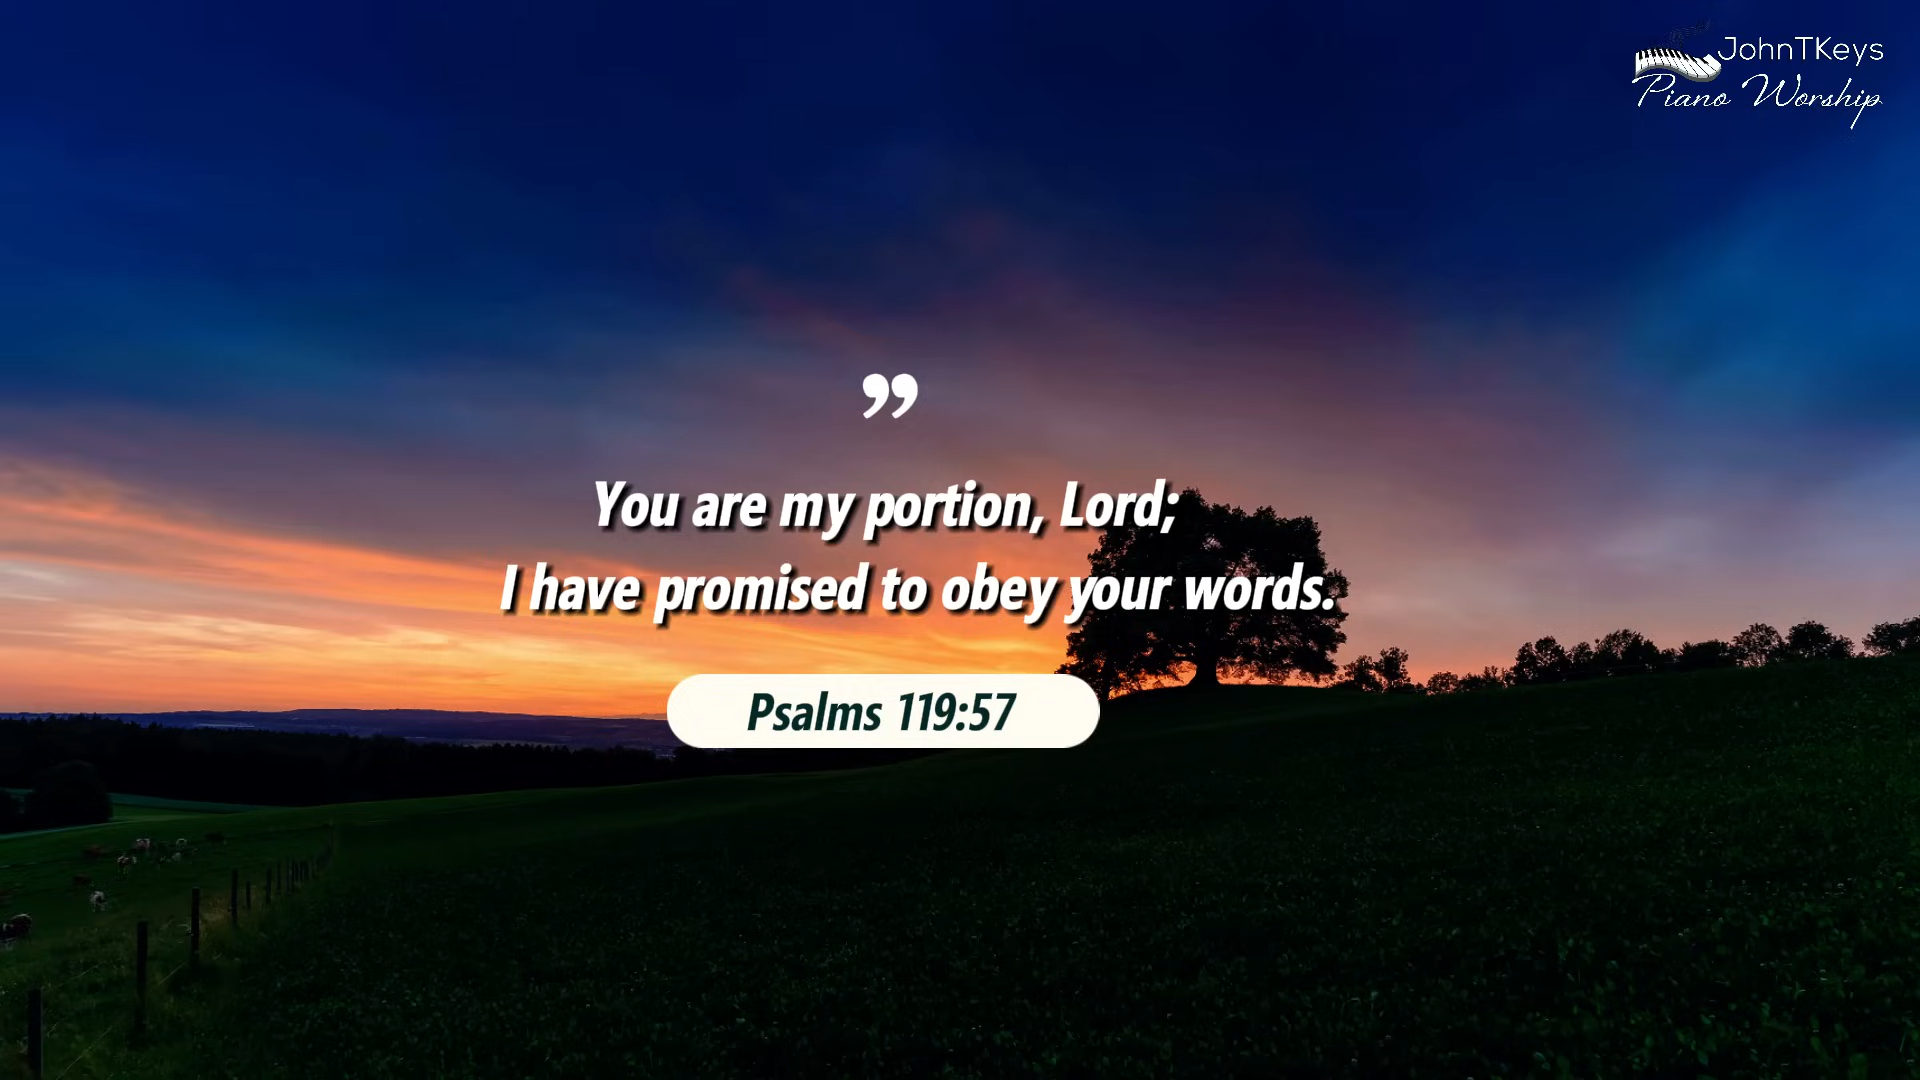 JohnTKeys
Piano Worship
”
You are my portion, Lord;
I have promised to obey your words.
Psalms 119:57